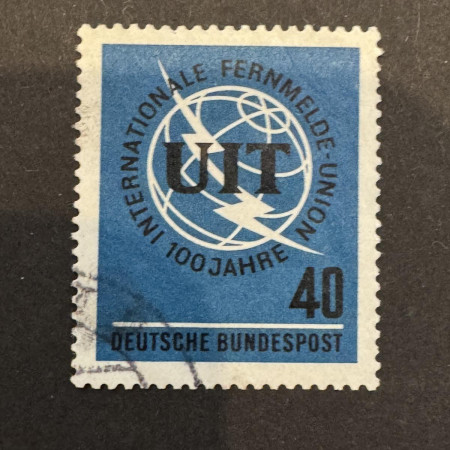 INTERNATIONALE FERNMELDE-UNION
100 JAHRE
UIT
40
DEUTSCHE BUNDESPOST